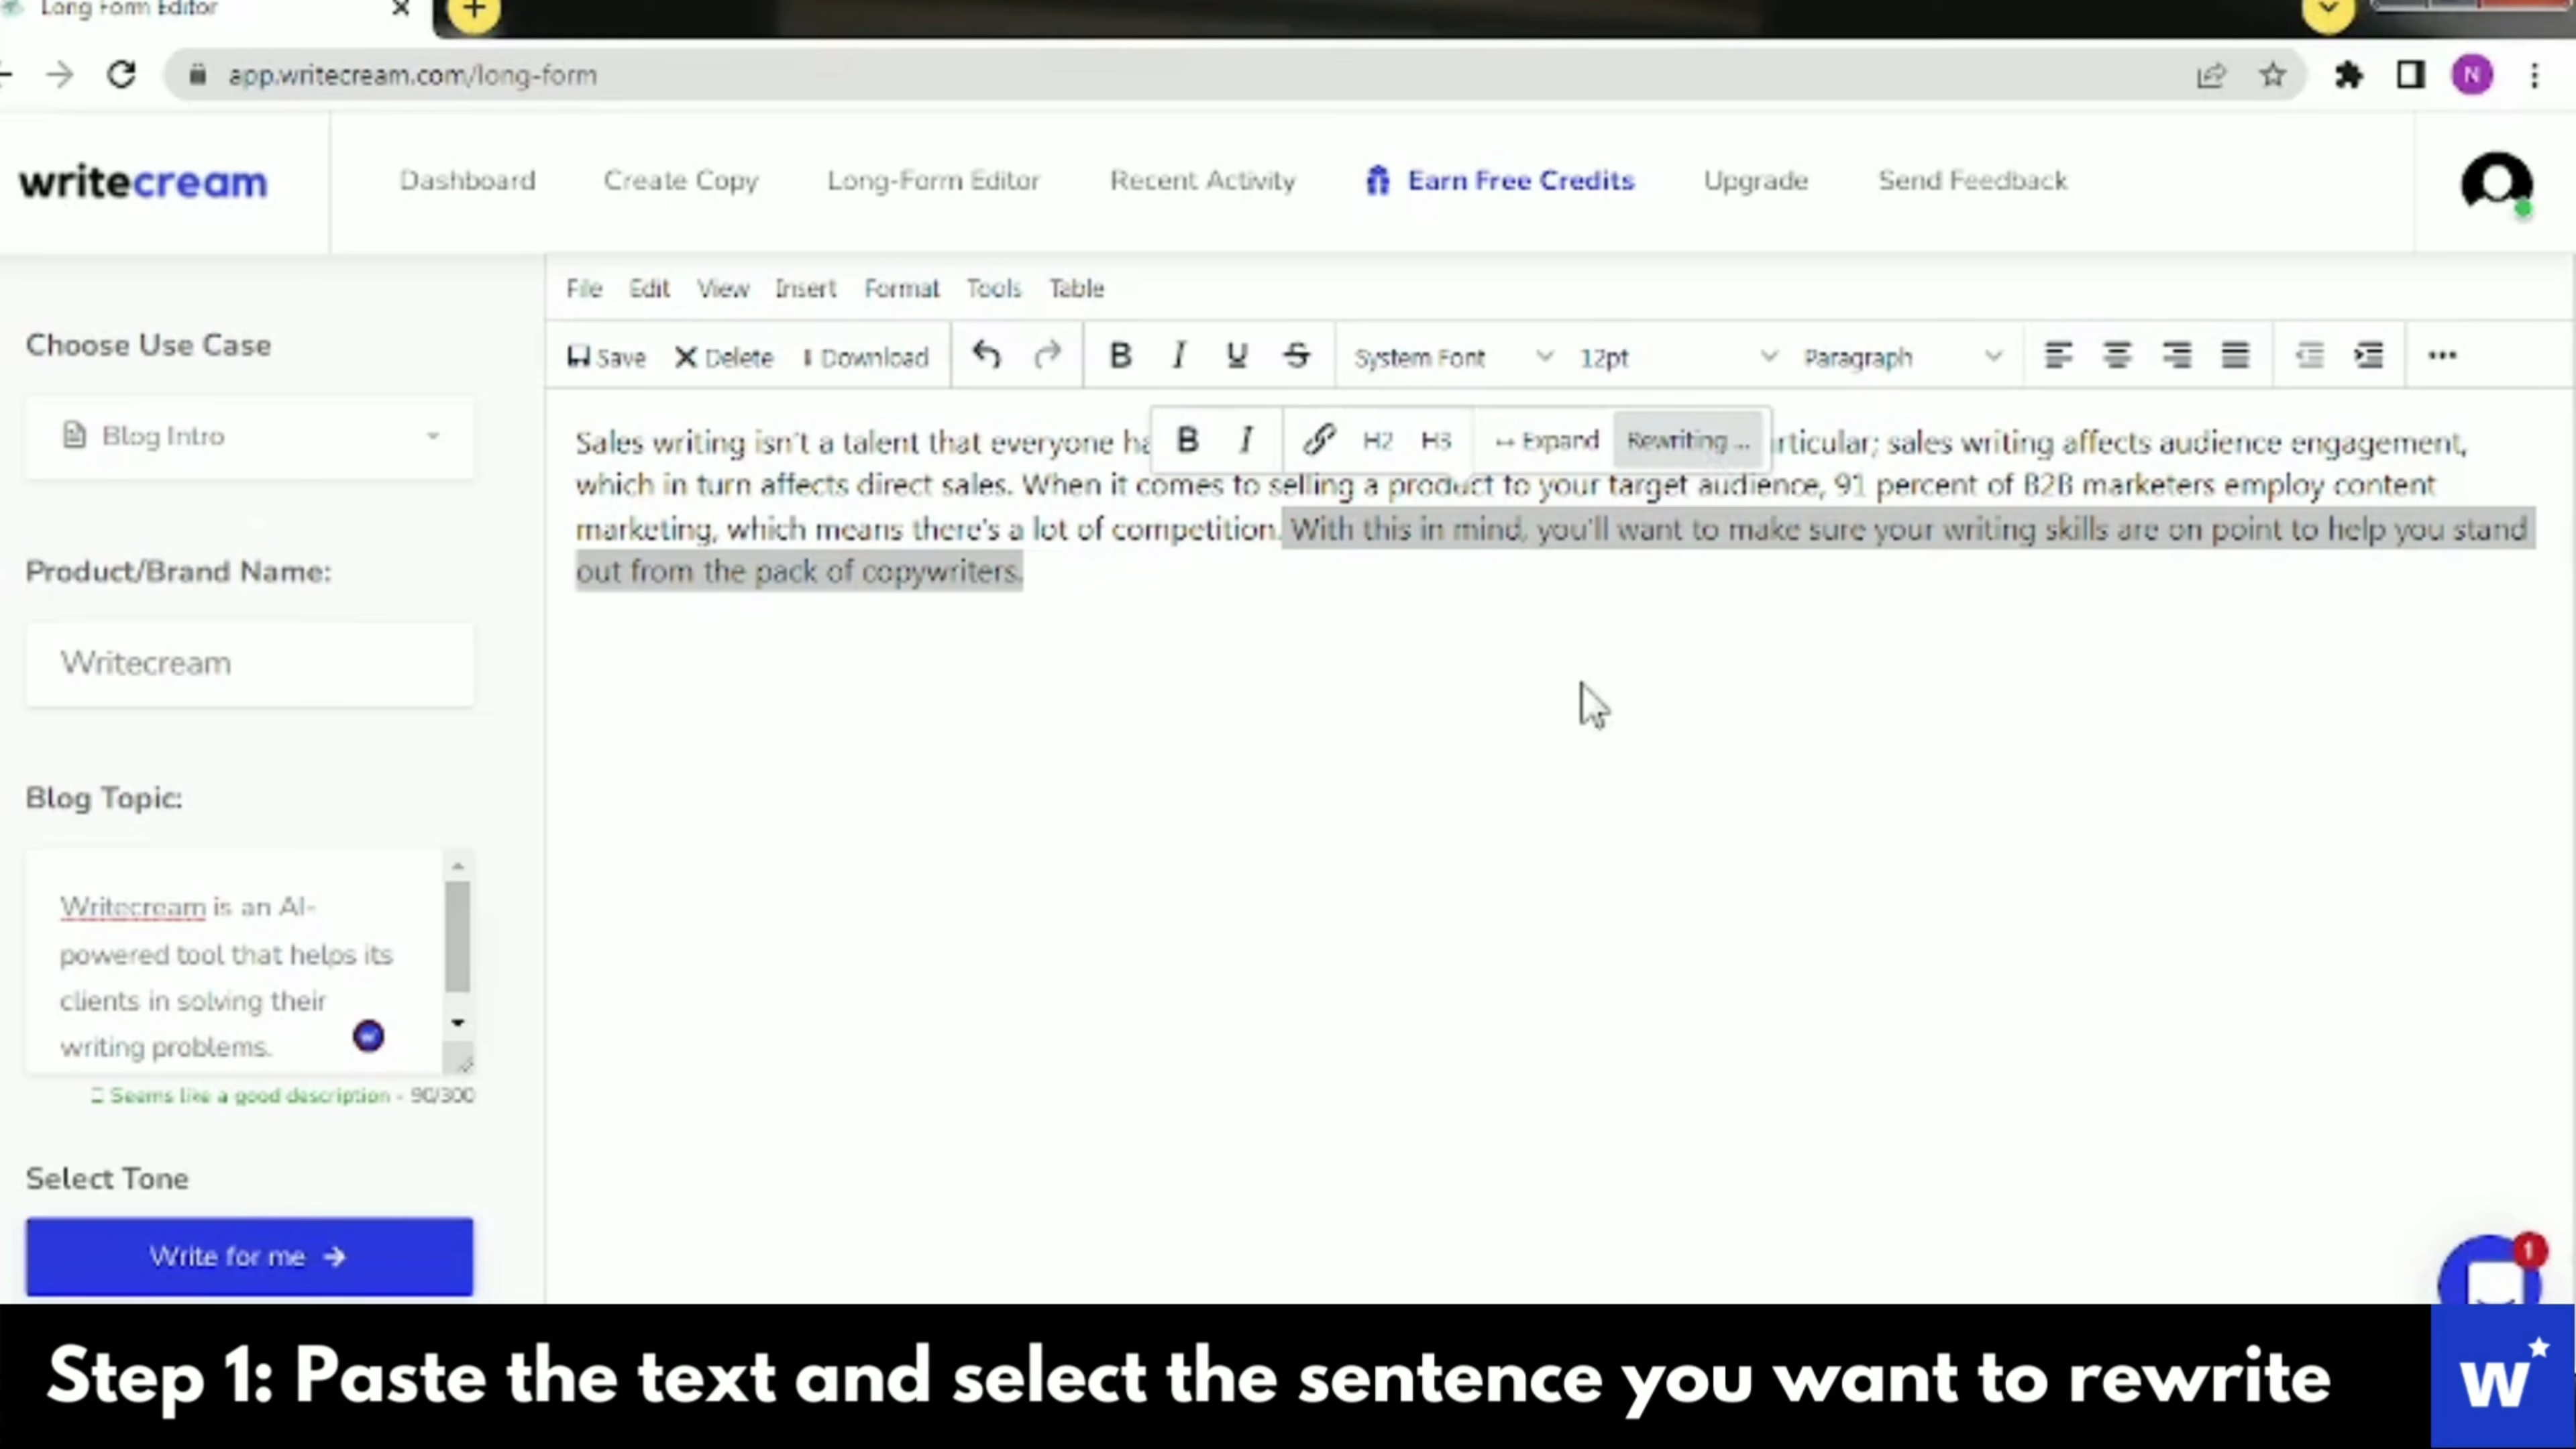 Long Form Editor
app.writecream.com/long-form
N
writecream
Dashboard
Create Copy
Long-Form Editor
Recent Activity
Earn Free Credits
Upgrade
Send Feedback
File Edit View Insert Format Tools Table
Save Delete Download B I U S System Font 12pt Paragraph
Choose Use Case
Blog Intro
Product/Brand Name:
Writecream
Blog Topic:
Writecream is an AI-
powered tool that helps its
clients in solving their
writing problems.
Seems like a good description - 90/300
Select Tone
Write for me →
B I H2 H3 ↔ Expand Rewriting ...
Sales writing isn't a talent that everyone ha rticular; sales writing affects audience engagement,
which in turn affects direct sales. When it comes to selling a product to your target audience, 91 percent of B2B marketers employ content
marketing, which means there's a lot of competition. With this in mind, you'll want to make sure your writing skills are on point to help you stand
out from the pack of copywriters.
1
Step 1: Paste the text and select the sentence you want to rewrite
w